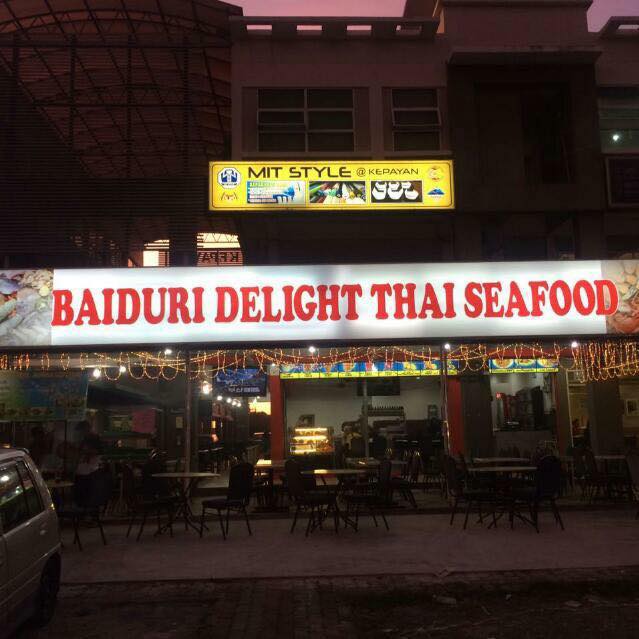 MIT STYLE @ KEPAYAN
BAIDURI DELIGHT THAI SEAFOOD